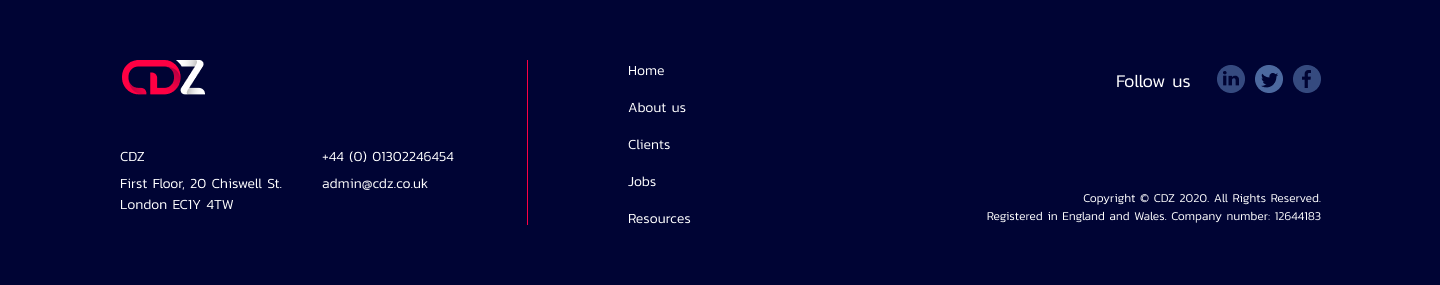 CDZ
CDZ
First Floor, 20 Chiswell St.
London EC1Y 4TW
+44 (0) 01302246454
admin@cdz.co.uk
Home
About us
Clients
Jobs
Resources
Follow us
in
f
Copyright © CDZ 2020. All Rights Reserved.
Registered in England and Wales. Company number: 12644183